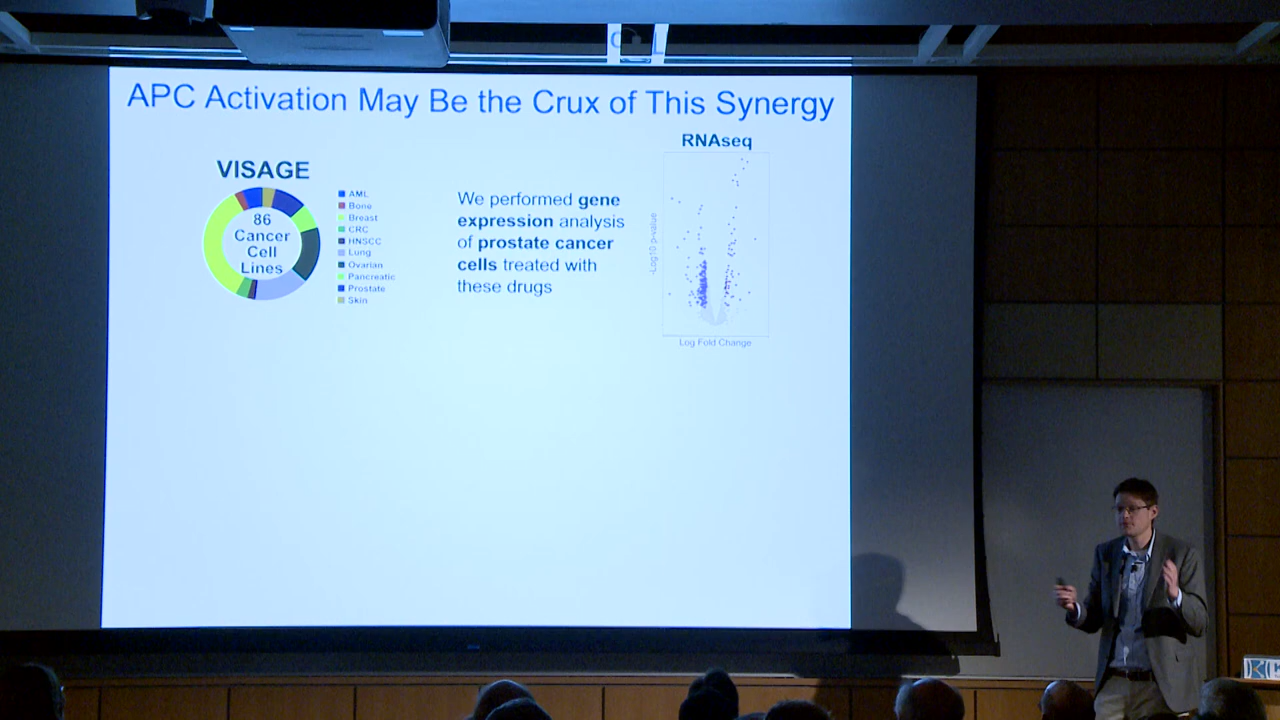 APC Activation May Be the Crux of This Synergy
VISAGE
86
Cancer
Cell
Lines
AML
Bone
Breast
CRC
HNSCC
Lung
Ovarian
Pancreatic
Prostate
Skin
We performed gene
expression analysis
of prostate cancer
cells treated with
these drugs
RNAseq
-Log10 p-value
Log Fold Change